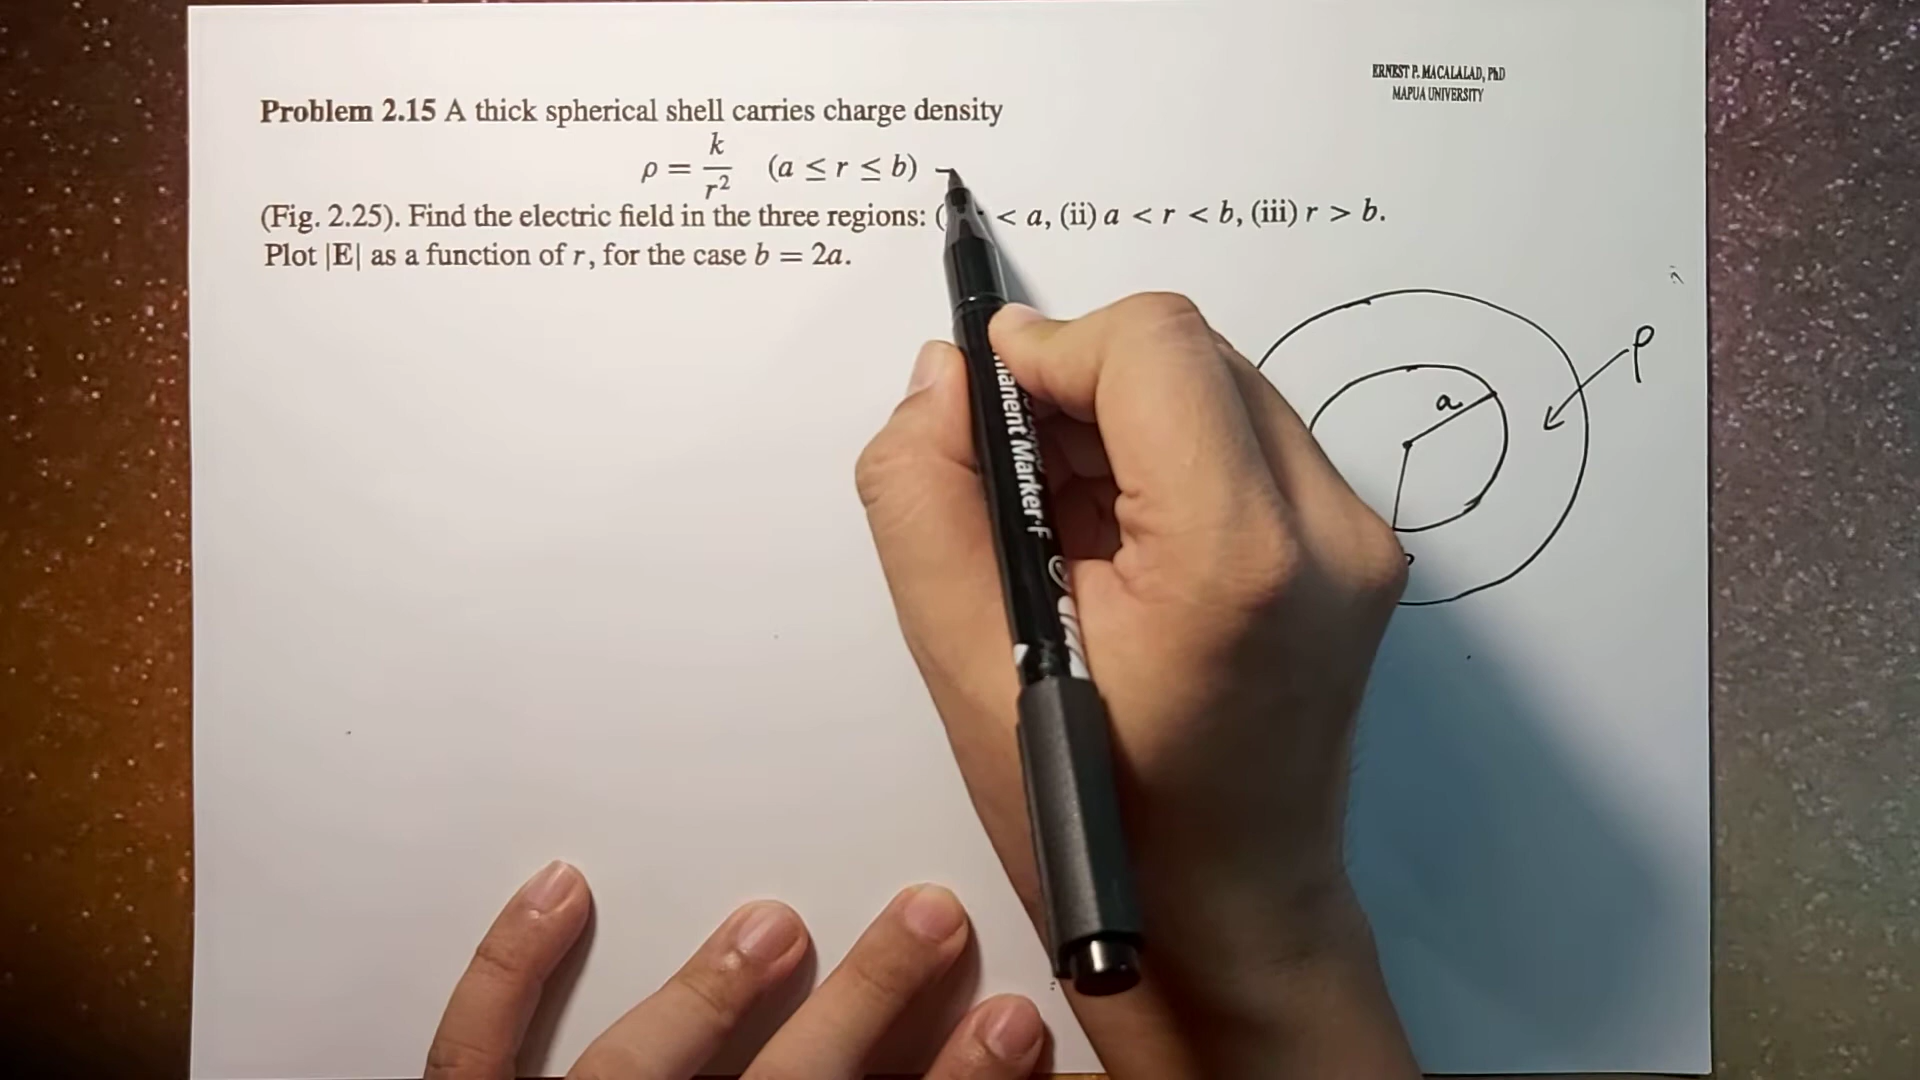 ERNEST P. MACALALAD, PhD
MAPUA UNIVERSITY
Problem 2.15 A thick spherical shell carries charge density
ρ = k/r² (a ≤ r ≤ b) –
(Fig. 2.25). Find the electric field in the three regions: ( < a, (ii) a < r < b, (iii) r > b.
Plot |E| as a function of r, for the case b = 2a.
ρ
a
manent Marker·F